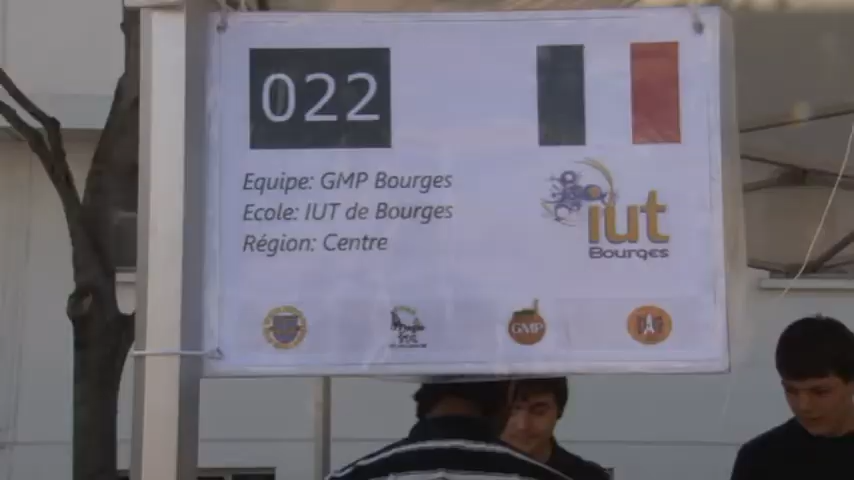 022
Equipe: GMP Bourges
Ecole: IUT de Bourges
Région: Centre
iut
Bourges
GMP